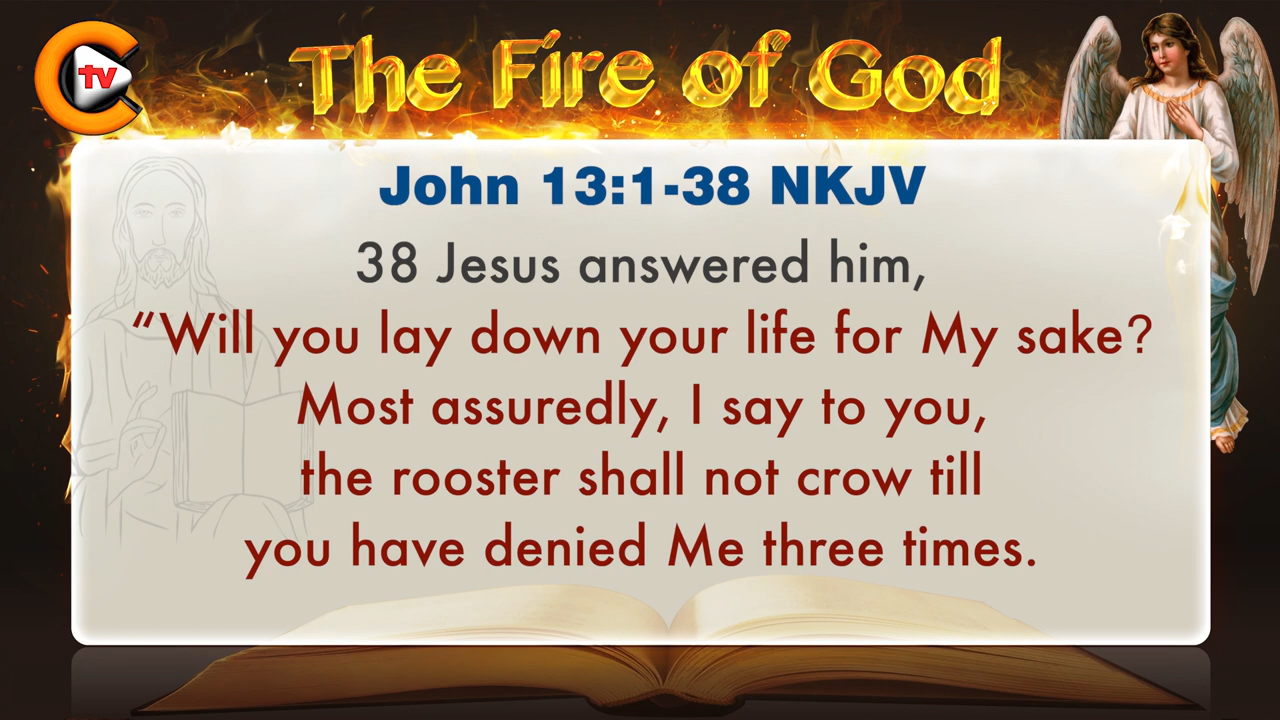 tv
The Fire of God
John 13:1-38 NKJV
38 Jesus answered him,
“Will you lay down your life for My sake?
Most assuredly, I say to you,
the rooster shall not crow till
you have denied Me three times.